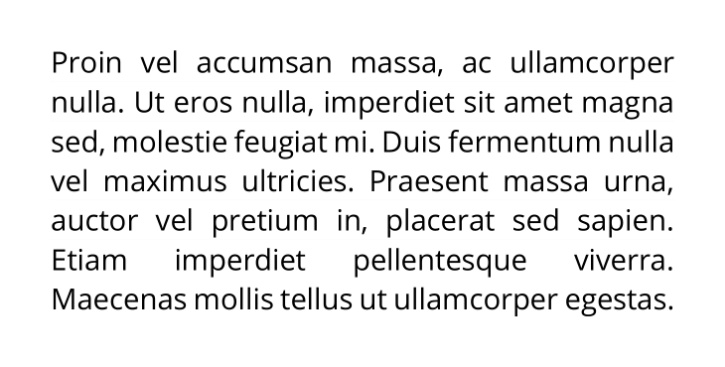 Proin vel accumsan massa, ac ullamcorper
nulla. Ut eros nulla, imperdiet sit amet magna
sed, molestie feugiat mi. Duis fermentum nulla
vel maximus ultricies. Praesent massa urna,
auctor vel pretium in, placerat sed sapien.
Etiam imperdiet pellentesque viverra.
Maecenas mollis tellus ut ullamcorper egestas.